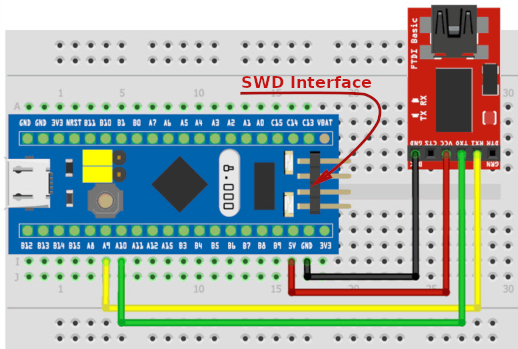 FTDI Basic
SWD Interface
TX RX
GND CTS VCC TXO RXI DTR
GRN
1 5 30
A
GND GND 3V3 NRST B11 B10 B1 B0 A7 A6 A5 A4 A3 A2 A1 A0 C15 C14 C13 VBAT
8.000
B12 B13 B14 B15 A8 A9 A10 A11 A12 A15 B3 B4 B5 B6 B7 B8 B9 5V GND 3V3
I
J
1 10 15 20 25 30